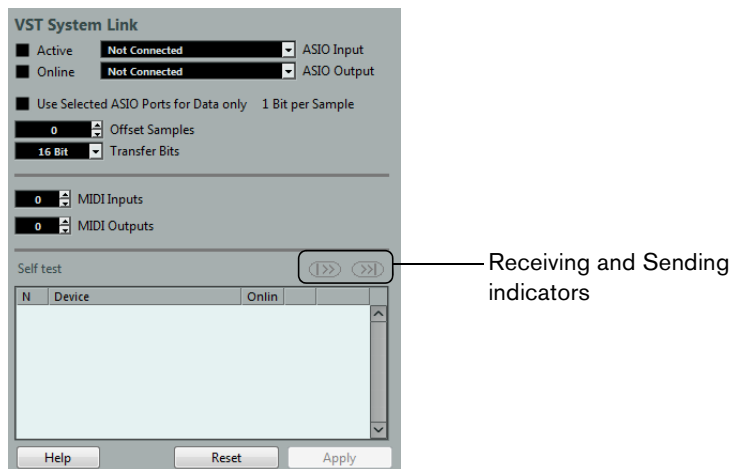 VST System Link
Active Not Connected ASIO Input
Online Not Connected ASIO Output
Use Selected ASIO Ports for Data only 1 Bit per Sample
0 Offset Samples
16 Bit Transfer Bits
0 MIDI Inputs
0 MIDI Outputs
Self test
Receiving and Sending
indicators
N Device Onlin
Help Reset Apply